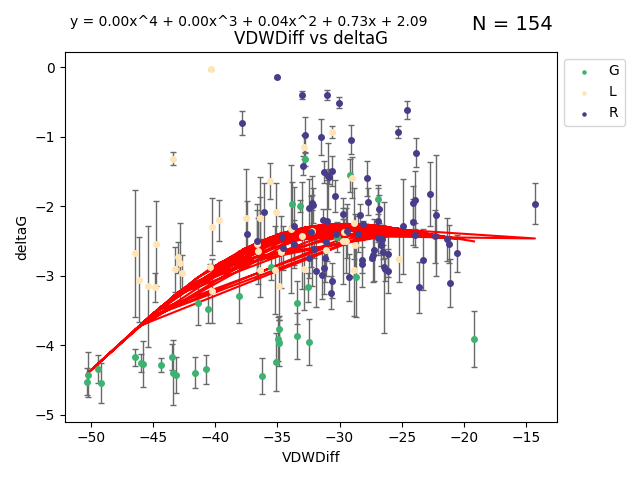 y = 0.00x^4 + 0.00x^3 + 0.04x^2 + 0.73x + 2.09
N = 154
VDWDiff vs deltaG
G
L
R
deltaG
0
−1
−2
−3
−4
−5
−50 −45 −40 −35 −30 −25 −20 −15
VDWDiff